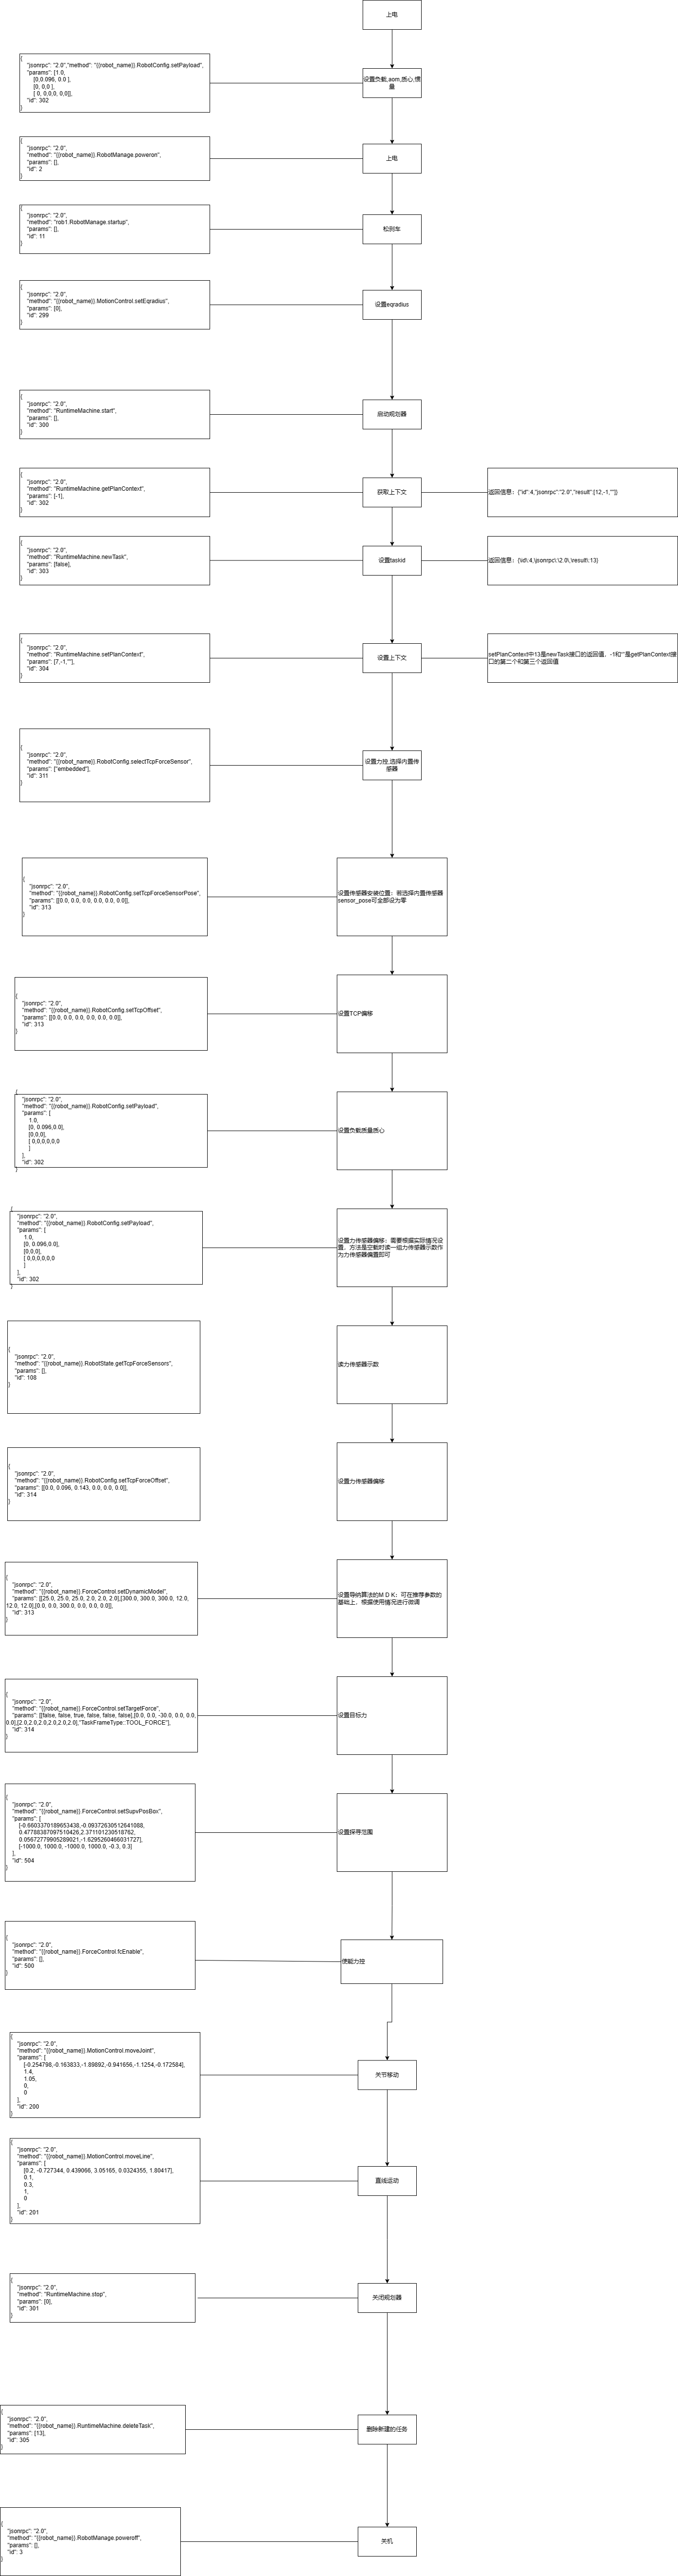 上电
{
"jsonrpc": "2.0","method": "{{robot_name}}.RobotConfig.setPayload",
"params": [1.0,
[0,0.096, 0.0 ],
[0, 0,0 ],
[ 0, 0,0,0, 0,0]],
"id": 302
}
设置负载,aom,质心,惯
量
{
"jsonrpc": "2.0",
"method": "{{robot_name}}.RobotManage.poweron",
"params": [],
"id": 2
}
上电
{
"jsonrpc": "2.0",
"method": "rob1.RobotManage.startup",
"params": [],
"id": 11
}
松刹车
{
"jsonrpc": "2.0",
"method": "{{robot_name}}.MotionControl.setEqradius",
"params": [0],
"id": 299
}
设置eqradius
{
"jsonrpc": "2.0",
"method": "RuntimeMachine.start",
"params": [],
"id": 300
}
启动规划器
{
"jsonrpc": "2.0",
"method": "RuntimeMachine.getPlanContext",
"params": [-1],
"id": 302
}
获取上下文
返回信息：{"id":4,"jsonrpc":"2.0","result":[12,-1,""]}
{
"jsonrpc": "2.0",
"method": "RuntimeMachine.newTask",
"params": [false],
"id": 303
}
设置taskid
返回信息：{\id\:4,\jsonrpc\:\2.0\,\result\:13}
{
"jsonrpc": "2.0",
"method": "RuntimeMachine.setPlanContext",
"params": [7,-1,""],
"id": 304
}
设置上下文
setPlanContext中13是newTask接口的返回值，-1和""是getPlanContext接
口的第二个和第三个返回值
{
"jsonrpc": "2.0",
"method": "{{robot_name}}.RobotConfig.selectTcpForceSensor",
"params": ["embedded"],
"id": 311
}
设置力控,选择内置传
感器
{
"jsonrpc": "2.0",
"method": "{{robot_name}}.RobotConfig.setTcpForceSensorPose",
"params": [[0.0, 0.0, 0.0, 0.0, 0.0, 0.0]],
"id": 313
}
设置传感器安装位置：若选择内置传感器
sensor_pose可全部设为零
{
"jsonrpc": "2.0",
"method": "{{robot_name}}.RobotConfig.setTcpOffset",
"params": [[0.0, 0.0, 0.0, 0.0, 0.0, 0.0]],
"id": 313
}
设置TCP偏移
{
"jsonrpc": "2.0",
"method": "{{robot_name}}.RobotConfig.setPayload",
"params": [
1.0,
[0, 0.096,0.0],
[0,0,0],
[ 0,0,0,0,0,0
]
],
"id": 302
}
设置负载质量质心
{
"jsonrpc": "2.0",
"method": "{{robot_name}}.RobotConfig.setPayload",
"params": [
1.0,
[0, 0.096,0.0],
[0,0,0],
[ 0,0,0,0,0,0
]
],
"id": 302
}
设置力传感器偏移：需要根据实际情况设
置，方法是空载时读一组力传感器示数作
为力传感器偏置即可
{
"jsonrpc": "2.0",
"method": "{{robot_name}}.RobotState.getTcpForceSensors",
"params": [],
"id": 108
}
读力传感器示数
{
"jsonrpc": "2.0",
"method": "{{robot_name}}.RobotConfig.setTcpForceOffset",
"params": [[0.0, 0.096, 0.143, 0.0, 0.0, 0.0]],
"id": 314
}
设置力传感器偏移
{
"jsonrpc": "2.0",
"method": "{{robot_name}}.ForceControl.setDynamicModel",
"params": [[25.0, 25.0, 25.0, 2.0, 2.0, 2.0],[300.0, 300.0, 300.0, 12.0,
12.0, 12.0],[0.0, 0.0, 300.0, 0.0, 0.0, 0.0]],
"id": 313
}
设置导纳算法的M D K：可在推荐参数的
基础上，根据使用情况进行微调
{
"jsonrpc": "2.0",
"method": "{{robot_name}}.ForceControl.setTargetForce",
"params": [[false, false, true, false, false, false],[0.0, 0.0, -30.0, 0.0, 0.0,
0.0],[2.0,2.0,2.0,2.0,2.0,2.0],"TaskFrameType::TOOL_FORCE"],
"id": 314
}
设置目标力
{
"jsonrpc": "2.0",
"method": "{{robot_name}}.ForceControl.setSupvPosBox",
"params": [
[-0.6603370189653438,-0.09372630512641088,
0.47788387097510426,2.371101230518762,
0.05672779905289021,-1.6295260466031727],
[-1000.0, 1000.0, -1000.0, 1000.0, -0.3, 0.3]
],
"id": 504
}
设置探寻范围
{
"jsonrpc": "2.0",
"method": "{{robot_name}}.ForceControl.fcEnable",
"params": [],
"id": 500
}
使能力控
{
"jsonrpc": "2.0",
"method": "{{robot_name}}.MotionControl.moveJoint",
"params": [
[-0.254798,-0.163833,-1.89892,-0.941656,-1.1254,-0.172584],
1.4,
1.05,
0,
0
],
"id": 200
}
关节移动
{
"jsonrpc": "2.0",
"method": "{{robot_name}}.MotionControl.moveLine",
"params": [
[0.2, -0.727344, 0.439066, 3.05165, 0.0324355, 1.80417],
0.1,
0.3,
1,
0
],
"id": 201
}
直线运动
{
"jsonrpc": "2.0",
"method": "RuntimeMachine.stop",
"params": [0],
"id": 301
}
关闭规划器
{
"jsonrpc": "2.0",
"method": "{{robot_name}}.RuntimeMachine.deleteTask",
"params": [13],
"id": 305
}
删除新建的任务
{
"jsonrpc": "2.0",
"method": "{{robot_name}}.RobotManage.poweroff",
"params": [],
"id": 3
}
关机